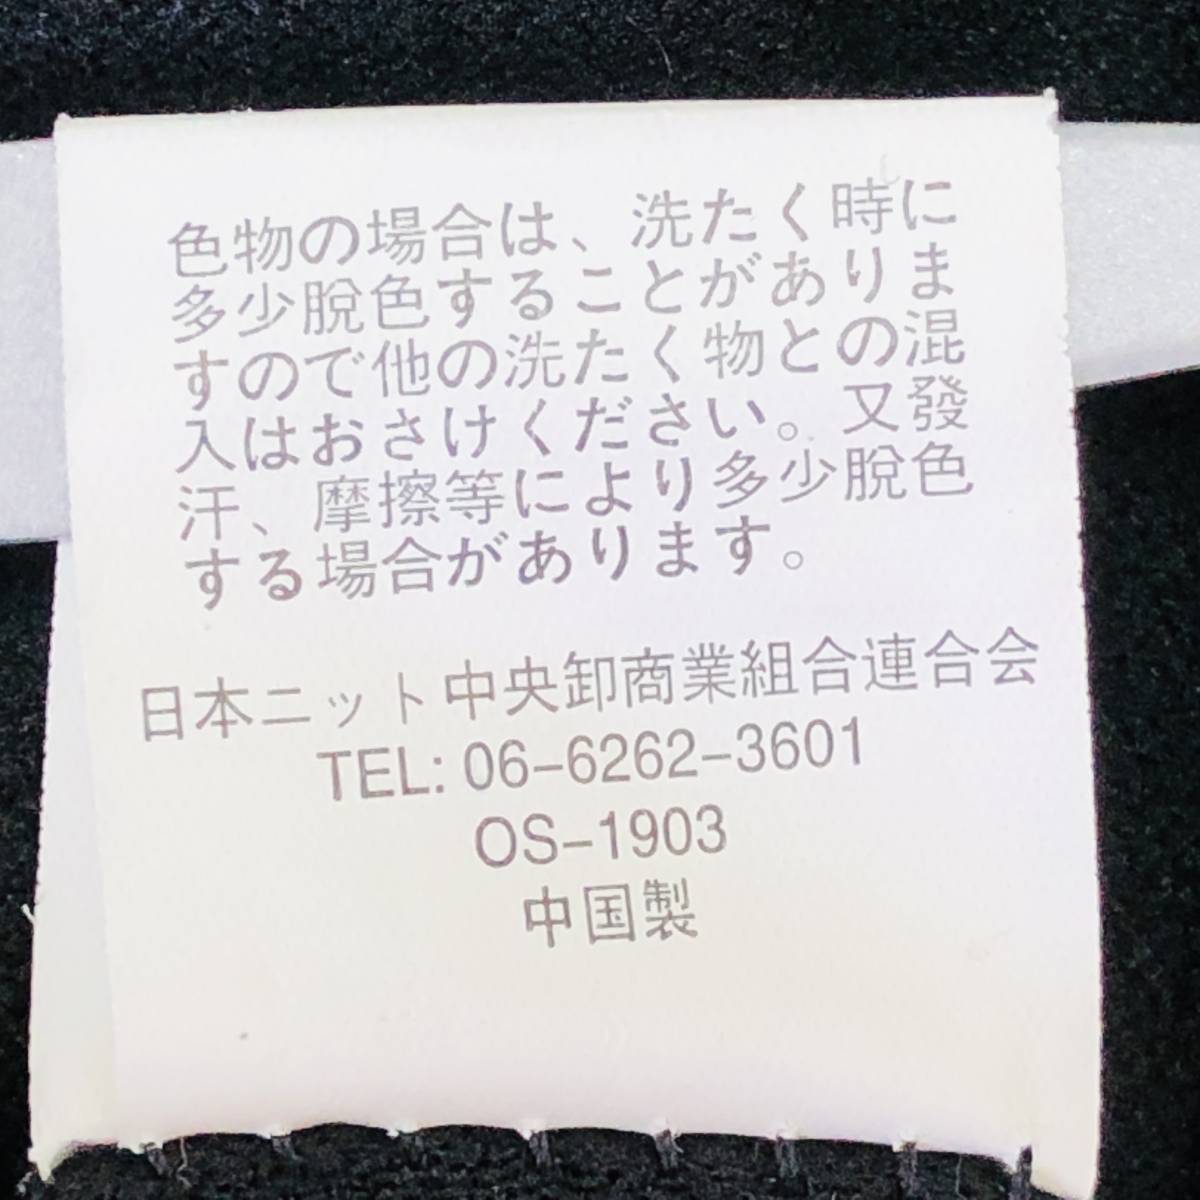 色物の場合は、洗たく時に
多少脱色することがありま
すので他の洗たく物との混
入はおさけください。又發
汗、摩擦等により多少脱色
する場合があります。
日本ニット中央卸商業組合連合会
TEL: 06-6262-3601
OS-1903
中国製